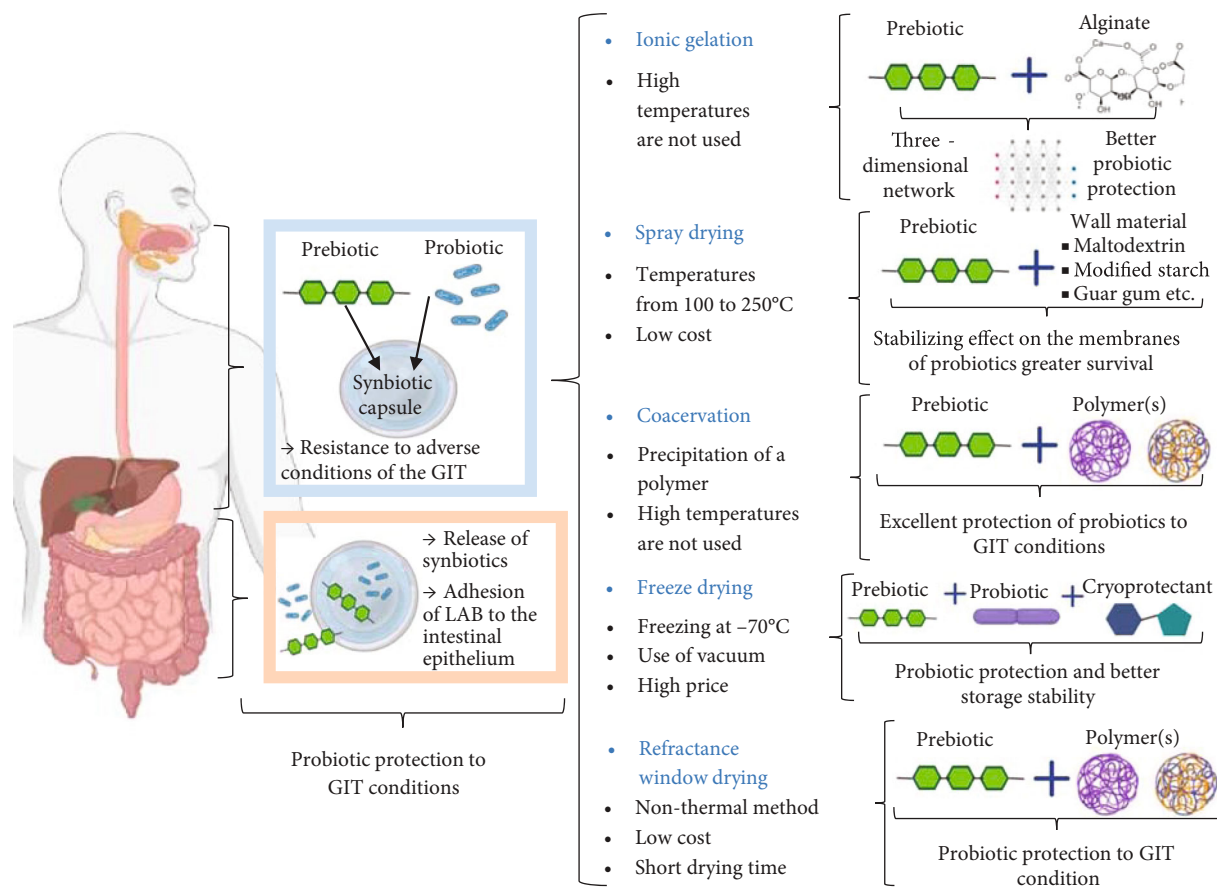 Prebiotic
Probiotic
Synbiotic
capsule
→ Resistance to adverse
conditions of the GIT
→ Release of
synbiotics
→ Adhesion
of LAB to the
intestinal
epithelium
Probiotic protection to
GIT conditions
• Ionic gelation
• High
temperatures
are not used
Prebiotic
Alginate
Ca
O
O
O
O
OH
OH
Three -
dimensional
network
Better
probiotic
protection
• Spray drying
• Temperatures
from 100 to 250°C
• Low cost
Prebiotic
Wall material
■ Maltodextrin
■ Modified starch
■ Guar gum etc.
Stabilizing effect on the membranes
of probiotics greater survival
• Coacervation
• Precipitation of a
polymer
• High temperatures
are not used
Prebiotic
Polymer(s)
Excellent protection of probiotics to
GIT conditions
• Freeze drying
• Freezing at –70°C
• Use of vacuum
• High price
Prebiotic
Probiotic
Cryoprotectant
Probiotic protection and better
storage stability
• Refractance
window drying
• Non-thermal method
• Low cost
• Short drying time
Prebiotic
Polymer(s)
Probiotic protection to GIT
condition